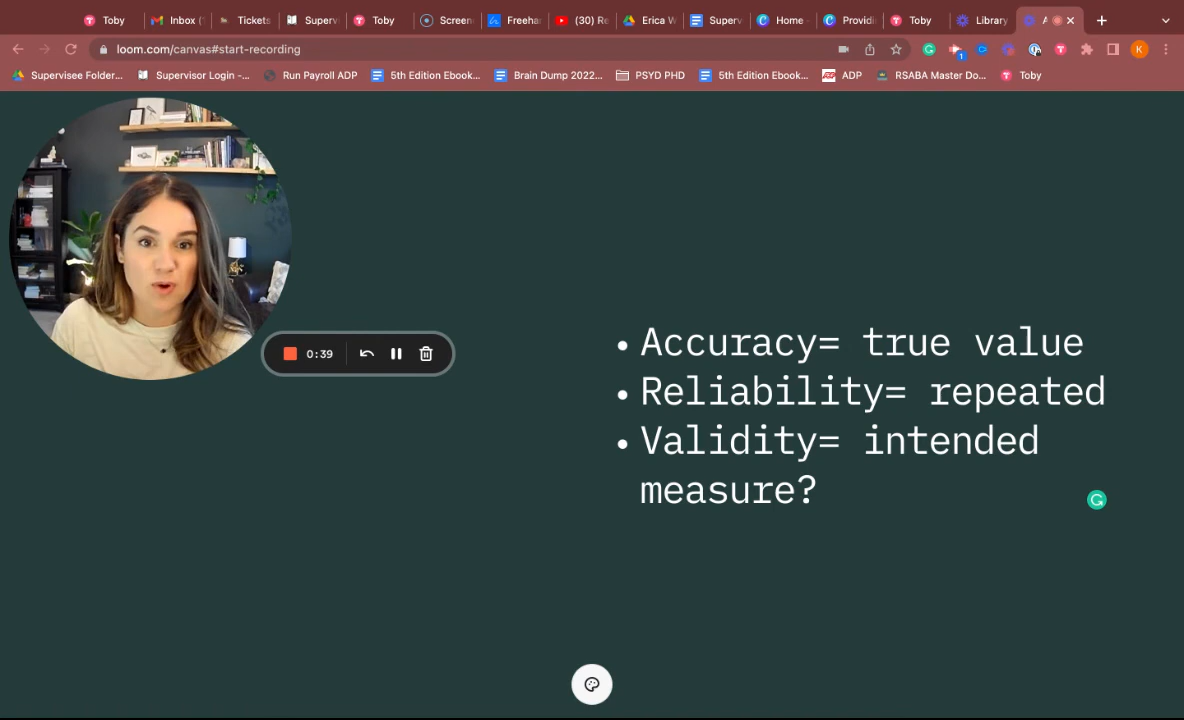 Toby
Inbox (
Tickets
Superv
Toby
Screen
Freehan
(30) Re
Erica W
Superv
Home -
Providi
Toby
Library
A
loom.com/canvas#start-recording
1
K
Supervisee Folder...
Supervisor Login -...
Run Payroll ADP
5th Edition Ebook...
Brain Dump 2022...
PSYD PHD
5th Edition Ebook...
ADP
RSABA Master Do...
Toby
0:39
• Accuracy= true value
• Reliability= repeated
• Validity= intended
measure?